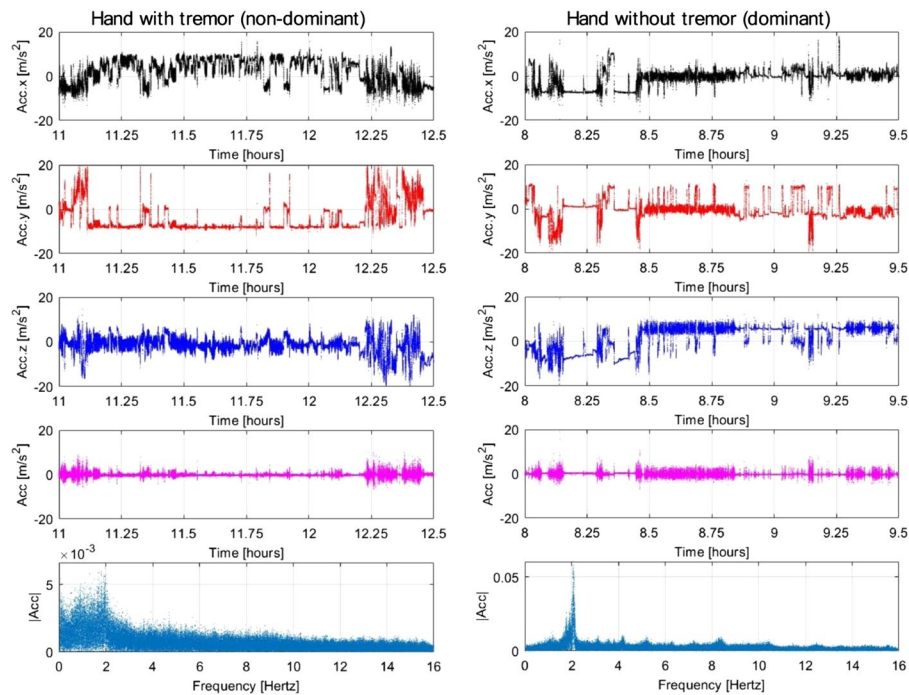 Hand with tremor (non-dominant)
20
0
-20
Acc.x [m/s²]
11 11.25 11.5 11.75 12 12.25 12.5
Time [hours]
20
0
-20
Acc.y [m/s²]
11 11.25 11.5 11.75 12 12.25 12.5
Time [hours]
20
0
-20
Acc.z [m/s²]
11 11.25 11.5 11.75 12 12.25 12.5
Time [hours]
20
0
-20
Acc [m/s²]
11 11.25 11.5 11.75 12 12.25 12.5
Time [hours]
× 10⁻³
5
0
|Acc|
0 2 4 6 8 10 12 14 16
Frequency [Hertz]
Hand without tremor (dominant)
20
0
-20
Acc.x [m/s²]
8 8.25 8.5 8.75 9 9.25 9.5
Time [hours]
20
0
-20
Acc.y [m/s²]
8 8.25 8.5 8.75 9 9.25 9.5
Time [hours]
20
0
-20
Acc.z [m/s²]
8 8.25 8.5 8.75 9 9.25 9.5
Time [hours]
20
0
-20
Acc [m/s²]
8 8.25 8.5 8.75 9 9.25 9.5
Time [hours]
0.05
0
|Acc|
0 2 4 6 8 10 12 14 16
Frequency [Hertz]